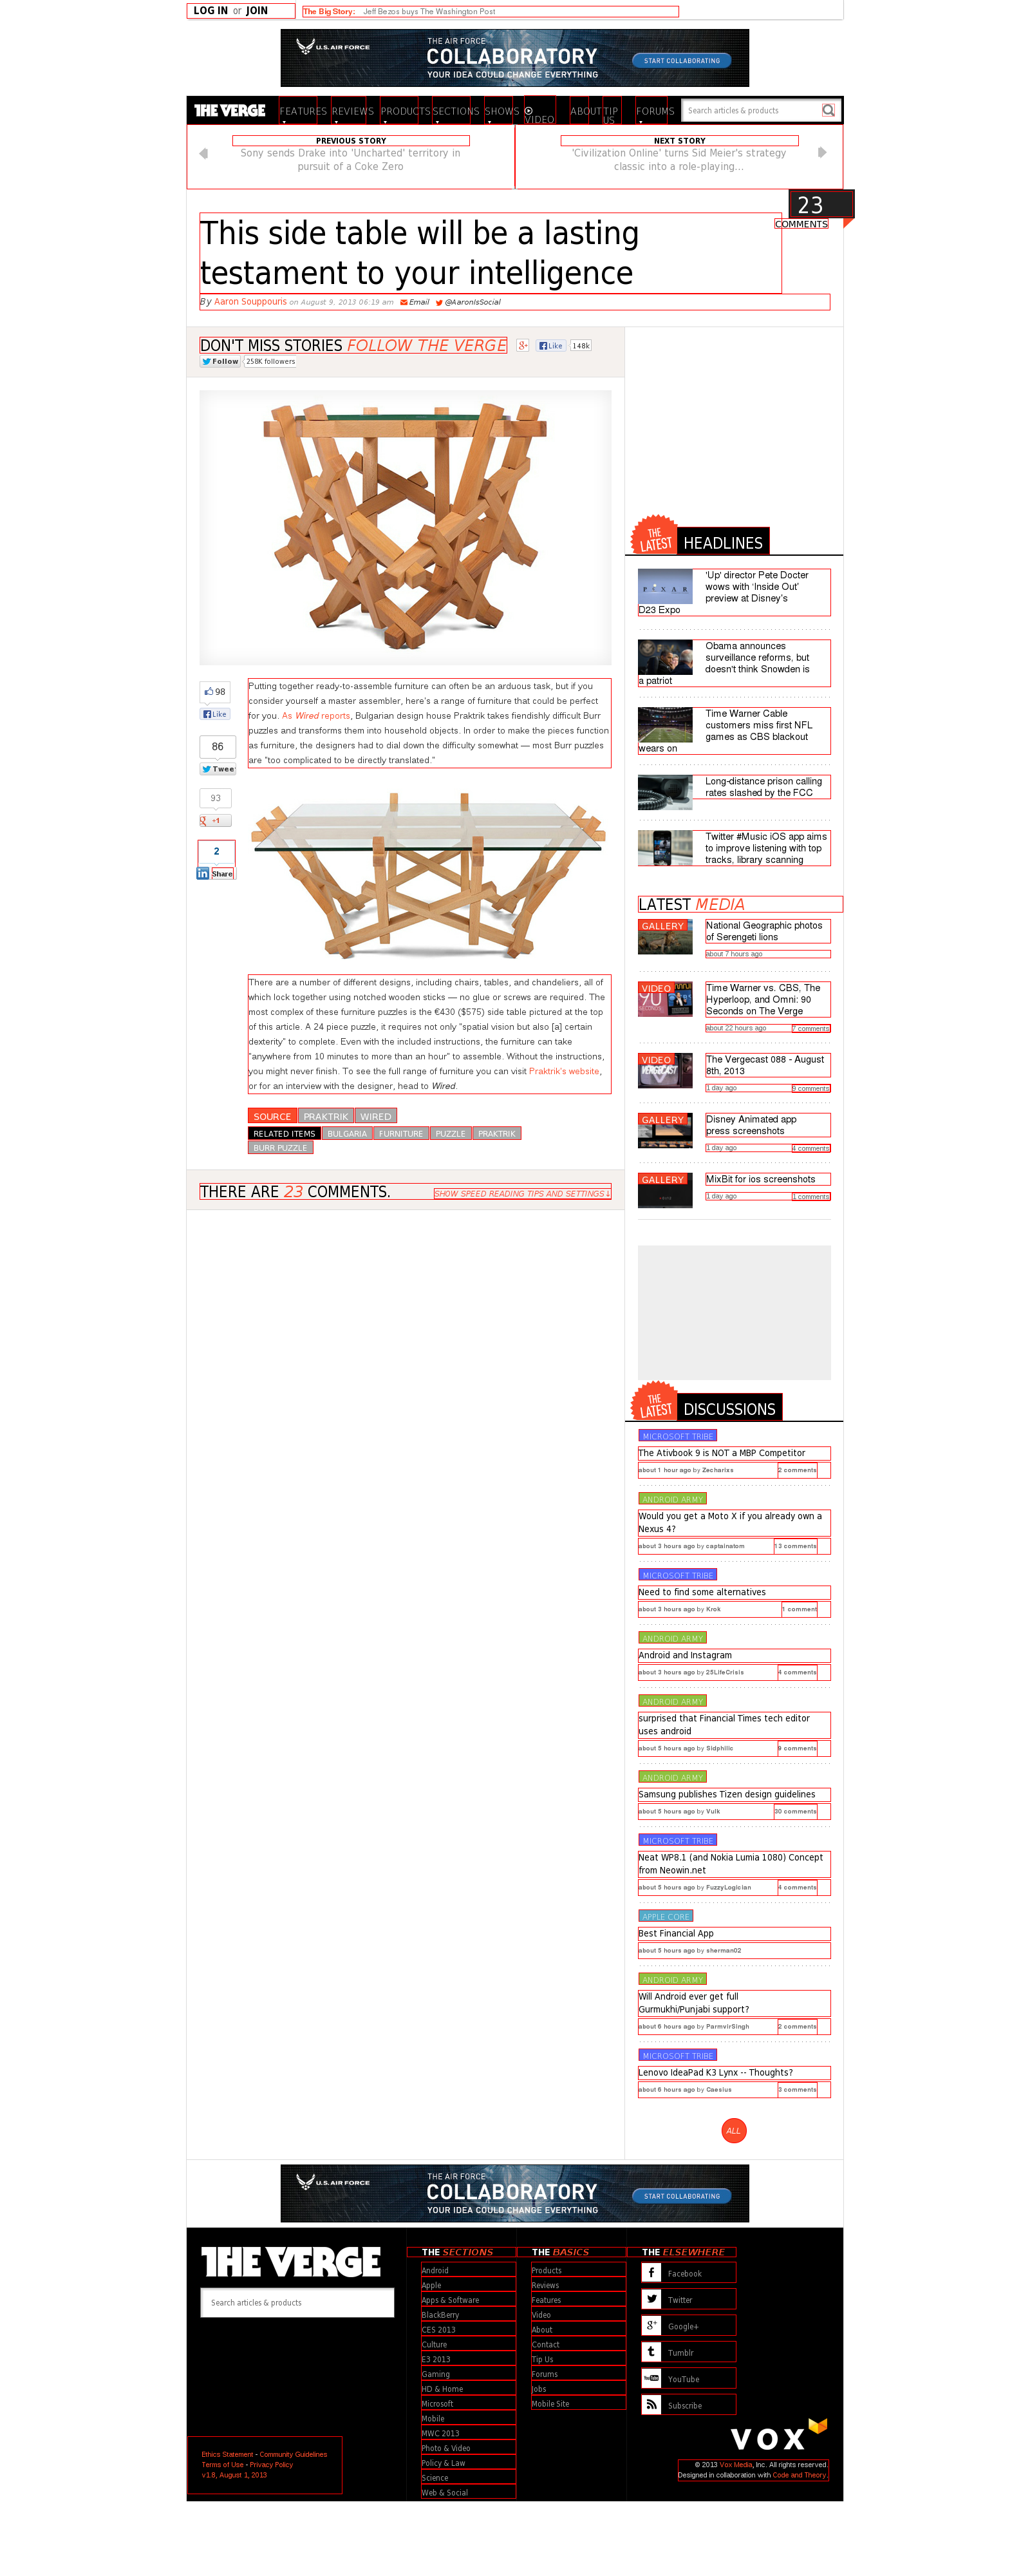 LOG IN or JOIN
The Big Story: Jeff Bezos buys The Washington Post
U.S. AIR FORCE
THE AIR FORCE
COLLABORATORY
YOUR IDEA COULD CHANGE EVERYTHING
START COLLABORATING
THE VERGE
FEATURES REVIEWS PRODUCTS SECTIONS SHOWS VIDEO ABOUT TIP US FORUMS
Search articles & products
PREVIOUS STORY
Sony sends Drake into 'Uncharted' territory in
pursuit of a Coke Zero
NEXT STORY
'Civilization Online' turns Sid Meier's strategy
classic into a role-playing...
23
COMMENTS
This side table will be a lasting
testament to your intelligence
By Aaron Souppouris on August 9, 2013 06:19 am Email @AaronIsSocial
DON'T MISS STORIES FOLLOW THE VERGE Like 148k
Follow 258K followers
98
Like
86
Twee
93
+1
2
Share
Putting together ready-to-assemble furniture can often be an arduous task, but if you
consider yourself a master assembler, here's a range of furniture that could be perfect
for you. As Wired reports, Bulgarian design house Praktrik takes fiendishly difficult Burr
puzzles and transforms them into household objects. In order to make the pieces function
as furniture, the designers had to dial down the difficulty somewhat — most Burr puzzles
are "too complicated to be directly translated."
There are a number of different designs, including chairs, tables, and chandeliers, all of
which lock together using notched wooden sticks — no glue or screws are required. The
most complex of these furniture puzzles is the €430 ($575) side table pictured at the top
of this article. A 24 piece puzzle, it requires not only "spatial vision but also [a] certain
dexterity" to complete. Even with the included instructions, the furniture can take
"anywhere from 10 minutes to more than an hour" to assemble. Without the instructions,
you might never finish. To see the full range of furniture you can visit Praktrik's website,
or for an interview with the designer, head to Wired.
SOURCE PRAKTRIK WIRED
RELATED ITEMS BULGARIA FURNITURE PUZZLE PRAKTRIK
BURR PUZZLE
THERE ARE 23 COMMENTS.
SHOW SPEED READING TIPS AND SETTINGS ↓
THE LATEST HEADLINES
PIXAR
'Up' director Pete Docter
wows with 'Inside Out'
preview at Disney's
D23 Expo
Obama announces
surveillance reforms, but
doesn't think Snowden is
a patriot
Time Warner Cable
customers miss first NFL
games as CBS blackout
wears on
Long-distance prison calling
rates slashed by the FCC
Twitter #Music iOS app aims
to improve listening with top
tracks, library scanning
LATEST MEDIA
GALLERY
National Geographic photos
of Serengeti lions
about 7 hours ago
VIDEO
90
Time Warner vs. CBS, The
Hyperloop, and Omni: 90
Seconds on The Verge
about 22 hours ago 7 comments
VIDEO
VERGECAST
The Vergecast 088 - August
8th, 2013
1 day ago 9 comments
GALLERY
Disney Animated app
press screenshots
1 day ago 4 comments
GALLERY
MixBit for ios screenshots
1 day ago 1 comments
THE LATEST DISCUSSIONS
MICROSOFT TRIBE
The Ativbook 9 is NOT a MBP Competitor
about 1 hour ago by Zecharixs 2 comments
ANDROID ARMY
Would you get a Moto X if you already own a
Nexus 4?
about 3 hours ago by captainatom 13 comments
MICROSOFT TRIBE
Need to find some alternatives
about 3 hours ago by Krok 1 comment
ANDROID ARMY
Android and Instagram
about 3 hours ago by 25LifeCrisis 4 comments
ANDROID ARMY
surprised that Financial Times tech editor
uses android
about 5 hours ago by Sidphilic 9 comments
ANDROID ARMY
Samsung publishes Tizen design guidelines
about 5 hours ago by Vulk 30 comments
MICROSOFT TRIBE
Neat WP8.1 (and Nokia Lumia 1080) Concept
from Neowin.net
about 5 hours ago by FuzzyLogician 4 comments
APPLE CORE
Best Financial App
about 5 hours ago by sherman02
ANDROID ARMY
Will Android ever get full
Gurmukhi/Punjabi support?
about 6 hours ago by ParmvirSingh 2 comments
MICROSOFT TRIBE
Lenovo IdeaPad K3 Lynx -- Thoughts?
about 6 hours ago by Caesius 3 comments
ALL
U.S. AIR FORCE
THE AIR FORCE
COLLABORATORY
YOUR IDEA COULD CHANGE EVERYTHING
START COLLABORATING
THE VERGE
Search articles & products
THE SECTIONS
Android
Apple
Apps & Software
BlackBerry
CES 2013
Culture
E3 2013
Gaming
HD & Home
Microsoft
Mobile
MWC 2013
Photo & Video
Policy & Law
Science
Web & Social
THE BASICS
Products
Reviews
Features
Video
About
Contact
Tip Us
Forums
Jobs
Mobile Site
THE ELSEWHERE
Facebook
Twitter
Google+
Tumblr
YouTube
Subscribe
Ethics Statement - Community Guidelines
Terms of Use - Privacy Policy
v1.8, August 1, 2013
VOX
© 2013 Vox Media, Inc. All rights reserved.
Designed in collaboration with Code and Theory.